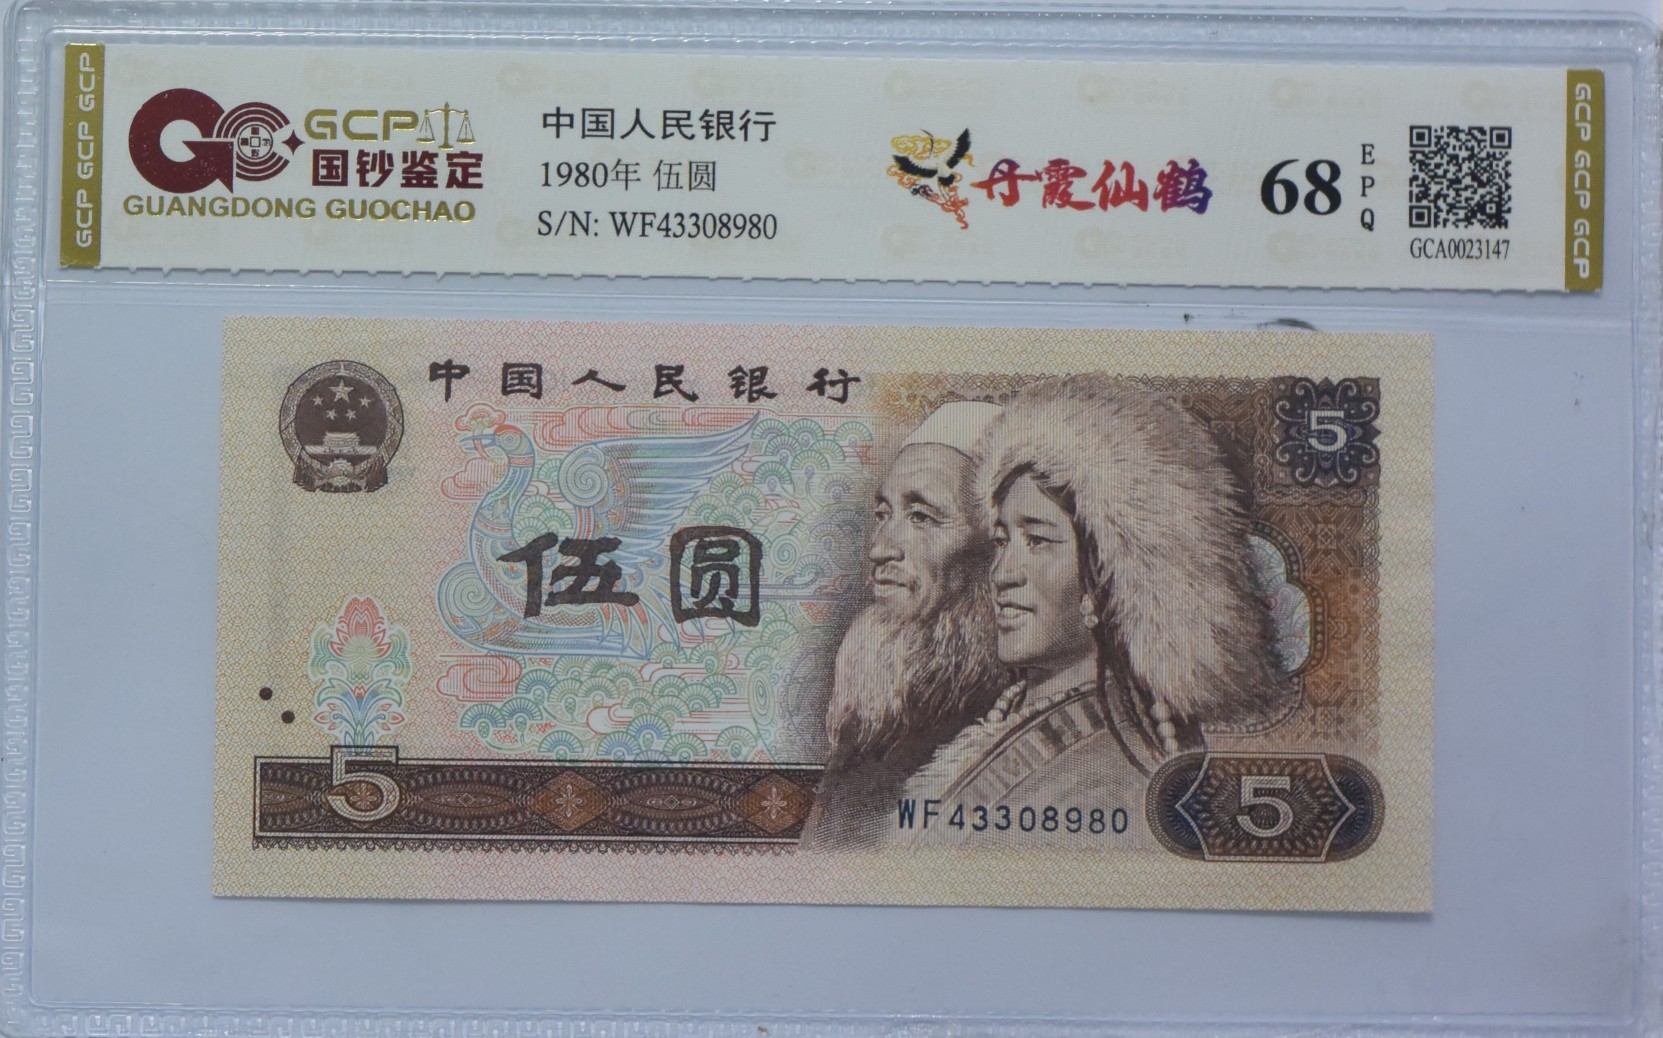 GCP GCP GCP
GCP
国钞鉴定
GUANGDONG GUOCHAO
中国人民银行
1980年 伍圆
S/N: WF43308980
丹霞仙鹤
68
EPQ
GCA0023147
GCP GCP GCP
中国人民银行
5
伍圆
5
WF43308980
5